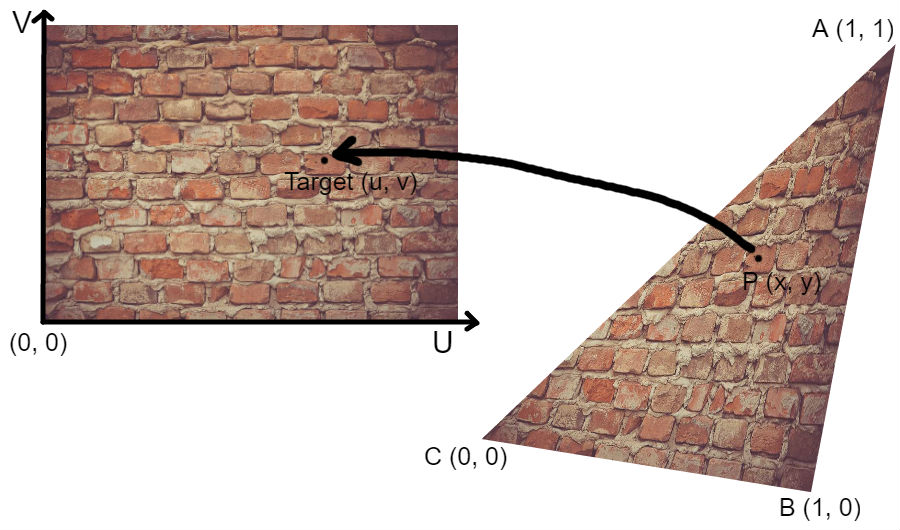 V
A (1, 1)
Target (u, v)
P (x, y)
(0, 0)
U
C (0, 0)
B (1, 0)